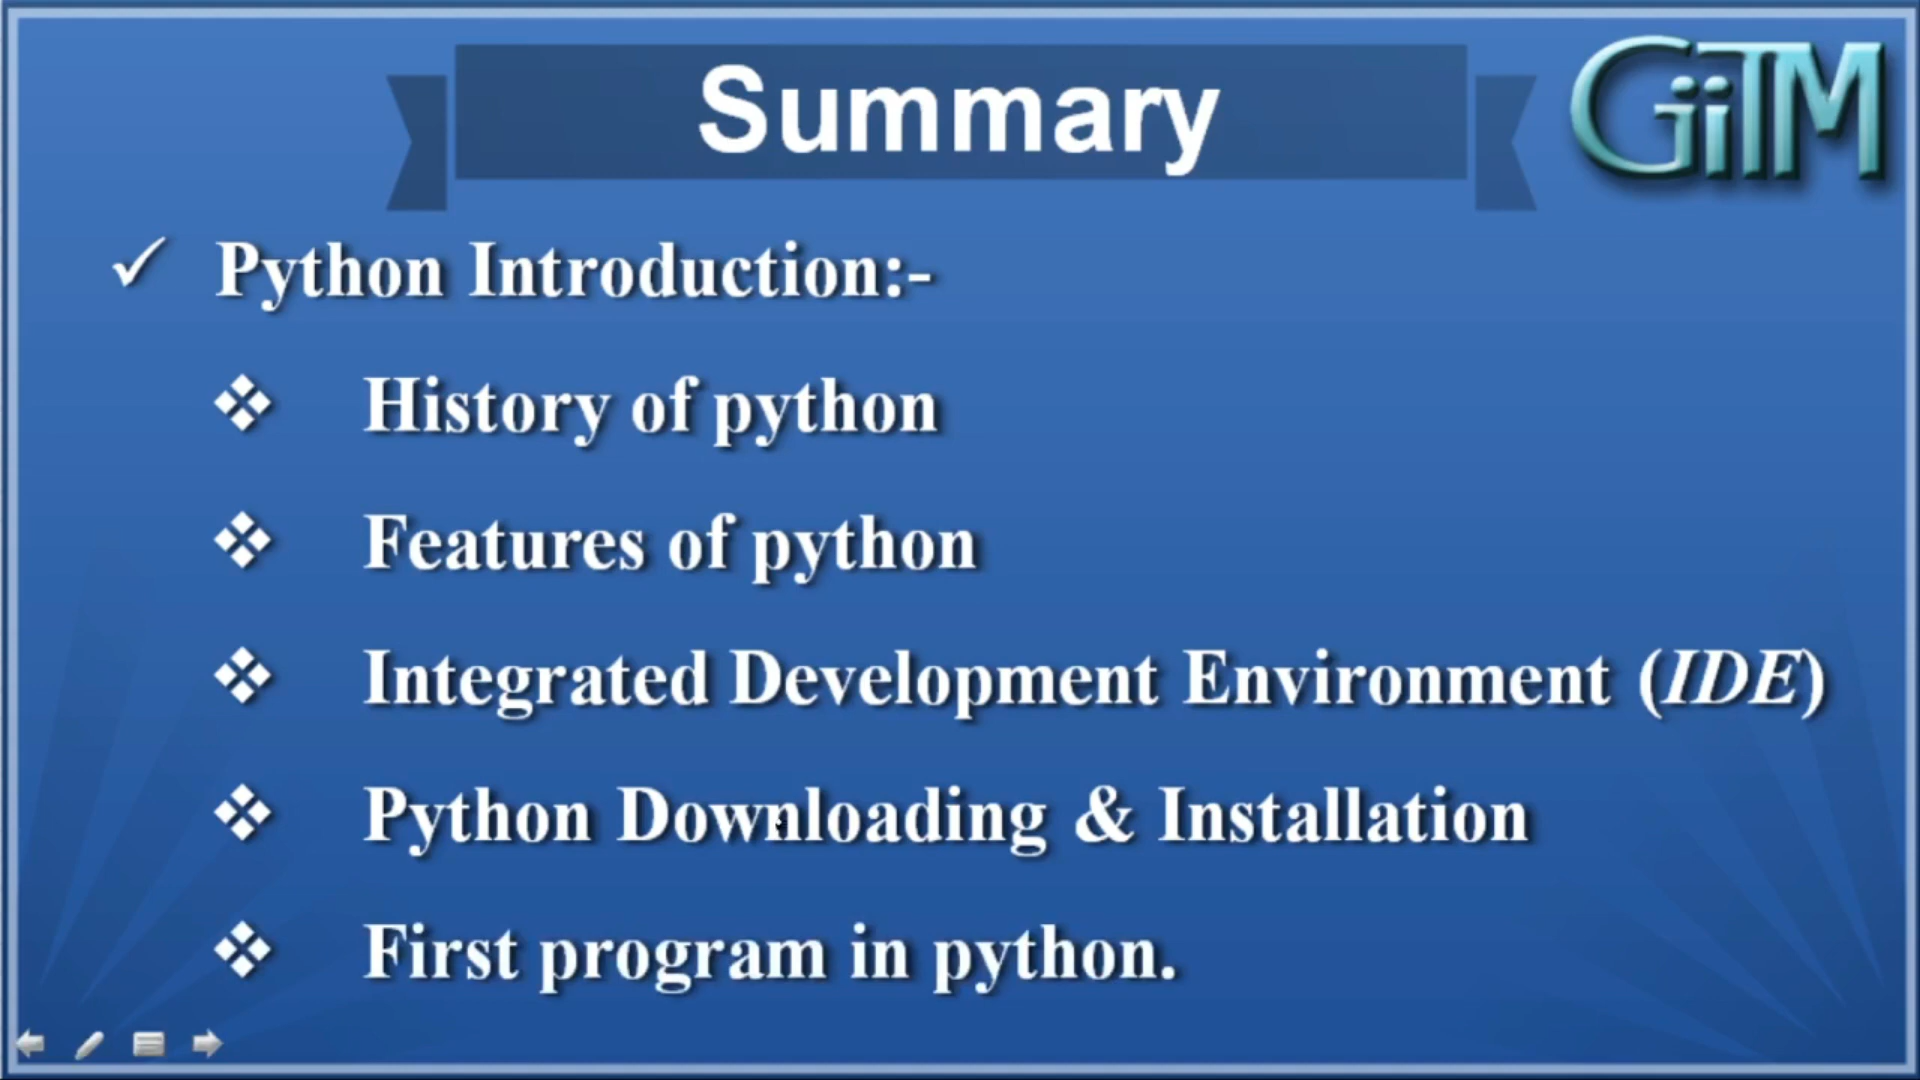 Summary
GiiTM
✓ Python Introduction:-
❖ History of python
❖ Features of python
❖ Integrated Development Environment (IDE)
❖ Python Downloading & Installation
❖ First program in python.